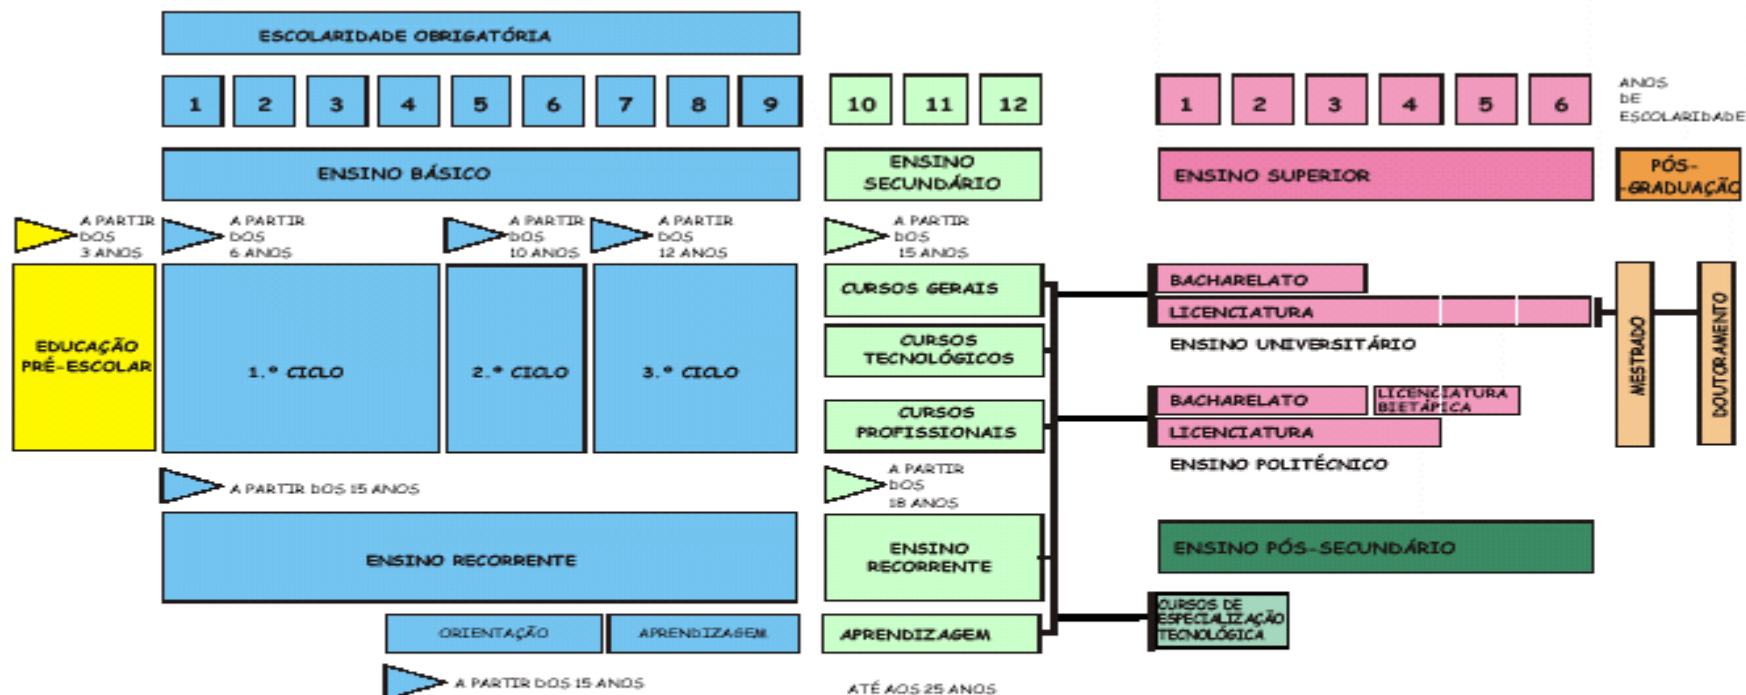 ESCOLARIDADE OBRIGATÓRIA
1 2 3 4 5 6 7 8 9
10 11 12
1 2 3 4 5 6
ANOS
DE
ESCOLARIDADE
ENSINO BÁSICO
ENSINO
SECUNDÁRIO
ENSINO SUPERIOR
PÓS-
-GRADUAÇÃO
A PARTIR
DOS
3 ANOS
A PARTIR
DOS
6 ANOS
A PARTIR
DOS
10 ANOS
A PARTIR
DOS
12 ANOS
A PARTIR
DOS
15 ANOS
EDUCAÇÃO
PRÉ-ESCOLAR
1.º CICLO
2.º CICLO
3.º CICLO
CURSOS GERAIS
CURSOS
TECNOLÓGICOS
CURSOS
PROFISSIONAIS
BACHARELATO
LICENCIATURA
ENSINO UNIVERSITÁRIO
BACHARELATO
LICENCIATURA
BIETÁPICA
LICENCIATURA
ENSINO POLITÉCNICO
MESTRADO
DOUTORAMENTO
A PARTIR DOS 15 ANOS
A PARTIR
DOS
18 ANOS
ENSINO RECORRENTE
ENSINO
RECORRENTE
ENSINO PÓS-SECUNDÁRIO
ORIENTAÇÃO
APRENDIZAGEM
APRENDIZAGEM
CURSOS DE
ESPECIALIZAÇÃO
TECNOLÓGICA
A PARTIR DOS 15 ANOS
ATÉ AOS 25 ANOS